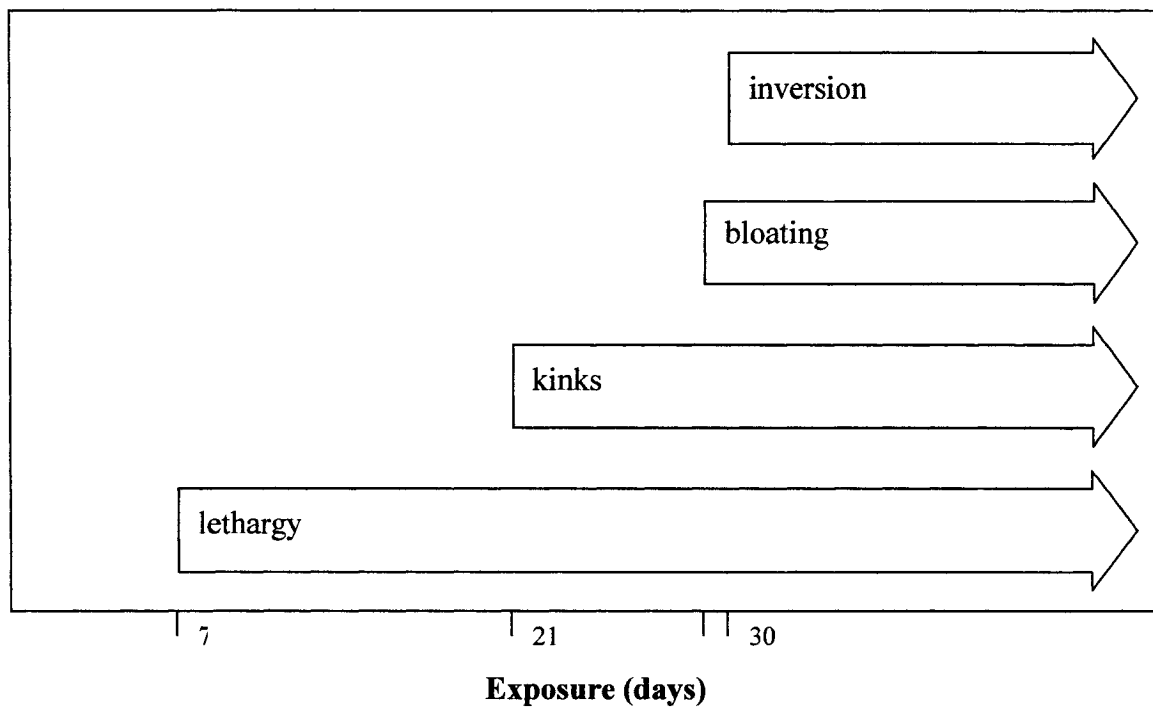 inversion
bloating
kinks
lethargy
7 21 30
Exposure (days)